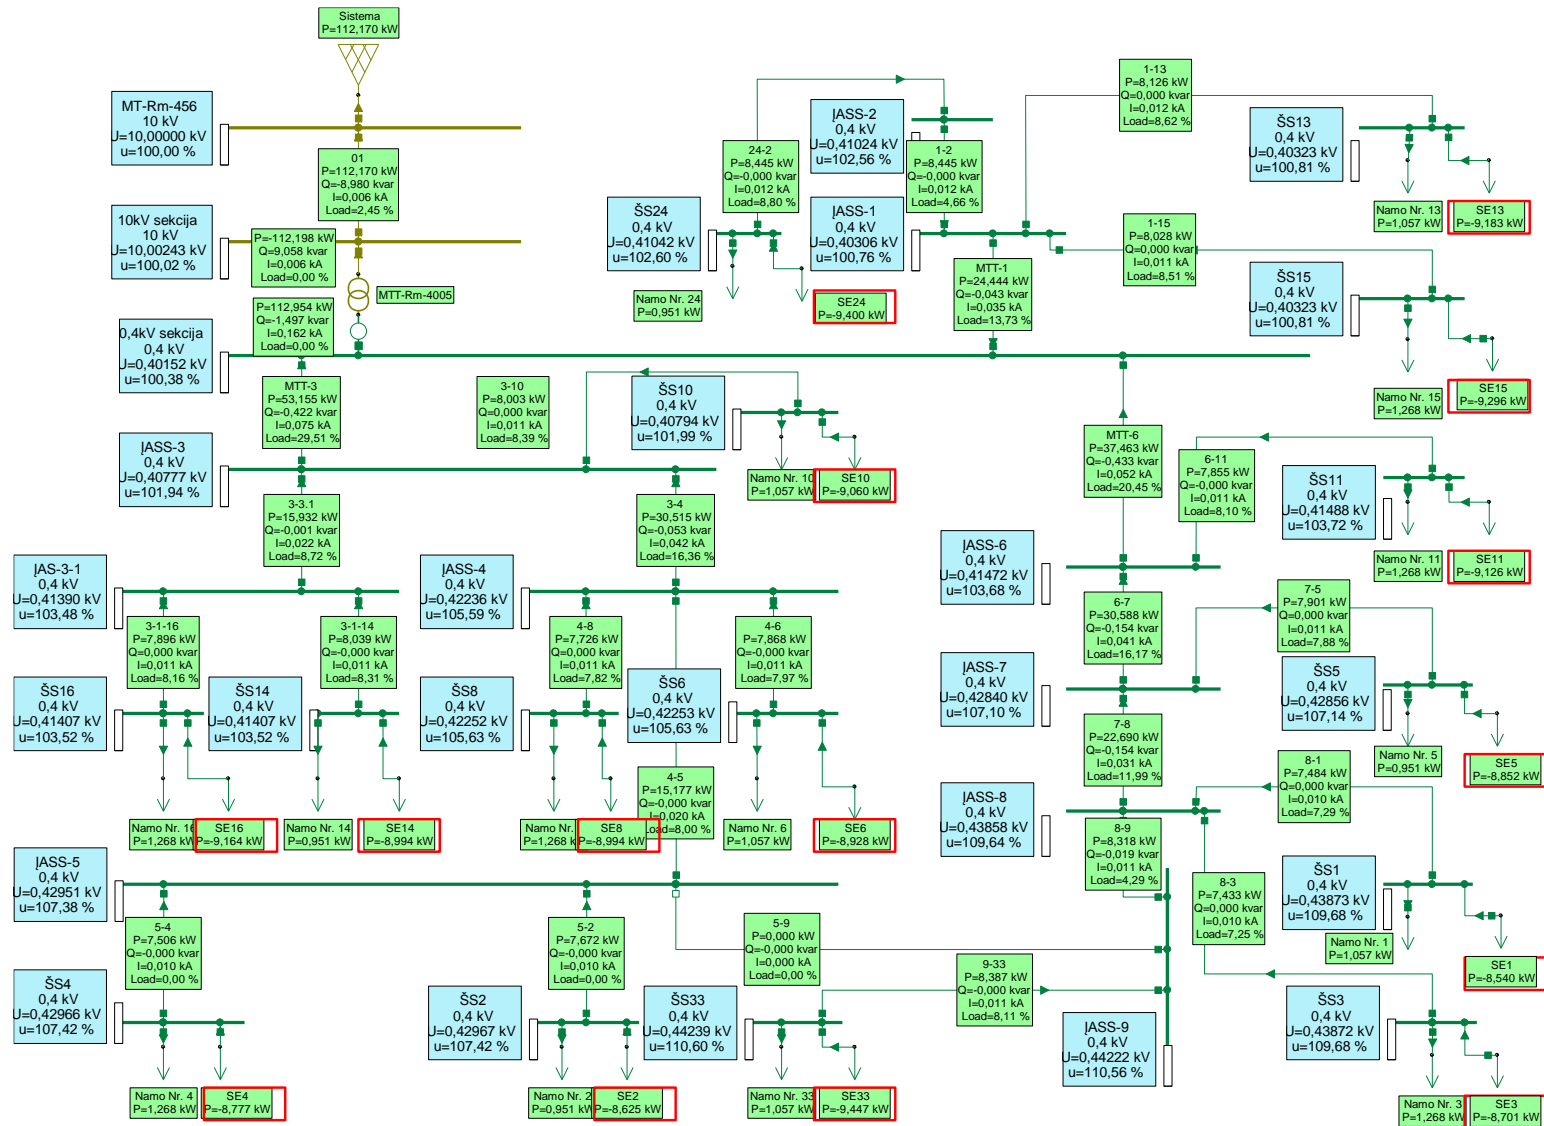 Sistema
P=112,170 kW
MT-Rm-456
10 kV
U=10,00000 kV
u=100,00 %
01
P=112,170 kW
Q=-8,980 kvar
I=0,006 kA
Load=2,45 %
10kV sekcija
10 kV
U=10,00243 kV
u=100,02 %
P=-112,198 kW
Q=9,058 kvar
I=0,006 kA
Load=0,00 %
MTT-Rm-4005
P=112,954 kW
Q=-1,497 kvar
I=0,162 kA
Load=0,00 %
0,4kV sekcija
0,4 kV
U=0,40152 kV
u=100,38 %
24-2
P=8,445 kW
Q=-0,000 kvar
I=0,012 kA
Load=8,80 %
ĮASS-2
0,4 kV
U=0,41024 kV
u=102,56 %
1-2
P=8,445 kW
Q=-0,000 kvar
I=0,012 kA
Load=4,66 %
1-13
P=8,126 kW
Q=0,000 kvar
I=0,012 kA
Load=8,62 %
ŠS13
0,4 kV
U=0,40323 kV
u=100,81 %
Namo Nr. 13
P=1,057 kW
SE13
P=-9,183 kW
ŠS24
0,4 kV
U=0,41042 kV
u=102,60 %
ĮASS-1
0,4 kV
U=0,40306 kV
u=100,76 %
Namo Nr. 24
P=0,951 kW
SE24
P=-9,400 kW
MTT-1
P=24,444 kW
Q=-0,043 kvar
I=0,035 kA
Load=13,73 %
1-15
P=8,028 kW
Q=0,000 kvar
I=0,011 kA
Load=8,51 %
ŠS15
0,4 kV
U=0,40323 kV
u=100,81 %
Namo Nr. 15
P=1,268 kW
SE15
P=-9,296 kW
MTT-3
P=53,155 kW
Q=-0,422 kvar
I=0,075 kA
Load=29,51 %
3-10
P=8,003 kW
Q=0,000 kvar
I=0,011 kA
Load=8,39 %
ŠS10
0,4 kV
U=0,40794 kV
u=101,99 %
Namo Nr. 10
P=1,057 kW
SE10
P=-9,060 kW
ĮASS-3
0,4 kV
U=0,40777 kV
u=101,94 %
3-3.1
P=15,932 kW
Q=-0,001 kvar
I=0,022 kA
Load=8,72 %
3-4
P=30,515 kW
Q=-0,053 kvar
I=0,042 kA
Load=16,36 %
MTT-6
P=37,463 kW
Q=-0,433 kvar
I=0,052 kA
Load=20,45 %
6-11
P=7,855 kW
Q=-0,000 kvar
I=0,011 kA
Load=8,10 %
ŠS11
0,4 kV
U=0,41488 kV
u=103,72 %
Namo Nr. 11
P=1,268 kW
SE11
P=-9,126 kW
ĮAS-3-1
0,4 kV
U=0,41390 kV
u=103,48 %
ĮASS-4
0,4 kV
U=0,42236 kV
u=105,59 %
ĮASS-6
0,4 kV
U=0,41472 kV
u=103,68 %
3-1-16
P=7,896 kW
Q=0,000 kvar
I=0,011 kA
Load=8,16 %
3-1-14
P=8,039 kW
Q=-0,000 kvar
I=0,011 kA
Load=8,31 %
4-8
P=7,726 kW
Q=0,000 kvar
I=0,011 kA
Load=7,82 %
4-6
P=7,868 kW
Q=-0,000 kvar
I=0,011 kA
Load=7,97 %
6-7
P=30,588 kW
Q=-0,154 kvar
I=0,041 kA
Load=16,17 %
7-5
P=7,901 kW
Q=0,000 kvar
I=0,011 kA
Load=7,88 %
ŠS16
0,4 kV
U=0,41407 kV
u=103,52 %
ŠS14
0,4 kV
U=0,41407 kV
u=103,52 %
ŠS8
0,4 kV
U=0,42252 kV
u=105,63 %
ŠS6
0,4 kV
U=0,42253 kV
u=105,63 %
ĮASS-7
0,4 kV
U=0,42840 kV
u=107,10 %
ŠS5
0,4 kV
U=0,42856 kV
u=107,14 %
Namo Nr. 5
P=0,951 kW
SE5
P=-8,852 kW
7-8
P=22,690 kW
Q=-0,154 kvar
I=0,031 kA
Load=11,99 %
8-1
P=7,484 kW
Q=0,000 kvar
I=0,010 kA
Load=7,29 %
4-5
P=15,177 kW
Q=-0,000 kvar
I=0,020 kA
Load=8,00 %
Namo Nr. 16
P=1,268 kW
SE16
P=-9,164 kW
Namo Nr. 14
P=0,951 kW
SE14
P=-8,994 kW
Namo Nr.
P=1,268 k
SE8
P=-8,994 kW
Namo Nr. 6
P=1,057 kW
SE6
P=-8,928 kW
ĮASS-8
0,4 kV
U=0,43858 kV
u=109,64 %
8-9
P=8,318 kW
Q=-0,019 kvar
I=0,011 kA
Load=4,29 %
8-3
P=7,433 kW
Q=0,000 kvar
I=0,010 kA
Load=7,25 %
ŠS1
0,4 kV
U=0,43873 kV
u=109,68 %
Namo Nr. 1
P=1,057 kW
SE1
P=-8,540 kW
ĮASS-5
0,4 kV
U=0,42951 kV
u=107,38 %
5-4
P=7,506 kW
Q=-0,000 kvar
I=0,010 kA
Load=0,00 %
5-2
P=7,672 kW
Q=-0,000 kvar
I=0,010 kA
Load=0,00 %
5-9
P=0,000 kW
Q=-0,000 kvar
I=0,000 kA
Load=0,00 %
9-33
P=8,387 kW
Q=-0,000 kvar
I=0,011 kA
Load=8,11 %
ŠS4
0,4 kV
U=0,42966 kV
u=107,42 %
ŠS2
0,4 kV
U=0,42967 kV
u=107,42 %
ŠS33
0,4 kV
U=0,44239 kV
u=110,60 %
ĮASS-9
0,4 kV
U=0,44222 kV
u=110,56 %
ŠS3
0,4 kV
U=0,43872 kV
u=109,68 %
Namo Nr. 4
P=1,268 kW
SE4
P=-8,777 kW
Namo Nr. 2
P=0,951 kW
SE2
P=-8,625 kW
Namo Nr. 33
P=1,057 kW
SE33
P=-9,447 kW
Namo Nr. 3
P=1,268 kW
SE3
P=-8,701 kW